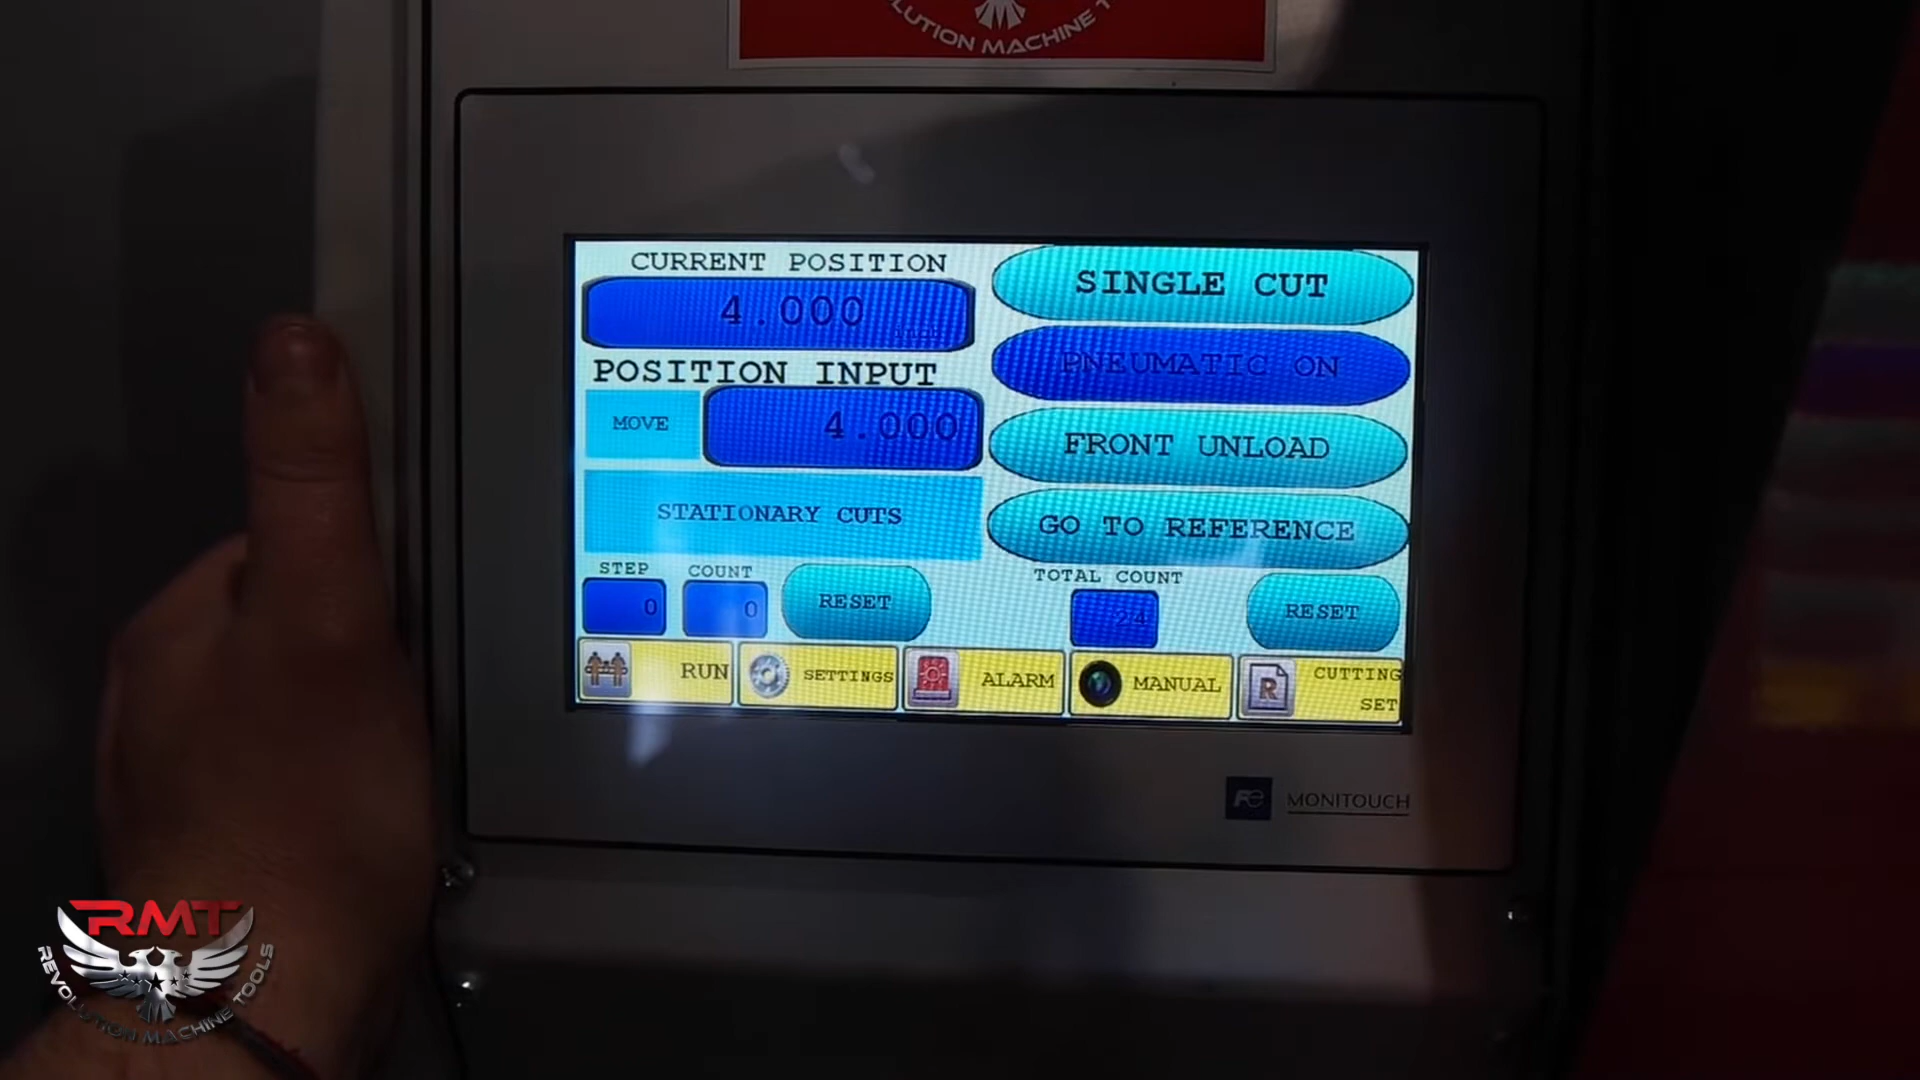 LUTION MACHINE T
CURRENT POSITION
4.000
inch
POSITION INPUT
MOVE
4.000
STATIONARY CUTS
STEP
COUNT
0
0
RESET
SINGLE CUT
PNEUMATIC ON
FRONT UNLOAD
GO TO REFERENCE
TOTAL COUNT
24
RESET
RUN
SETTINGS
ALARM
MANUAL
CUTTING
SET
Fe
MONITOUCH
RMT
REVOLUTION MACHINE TOOLS